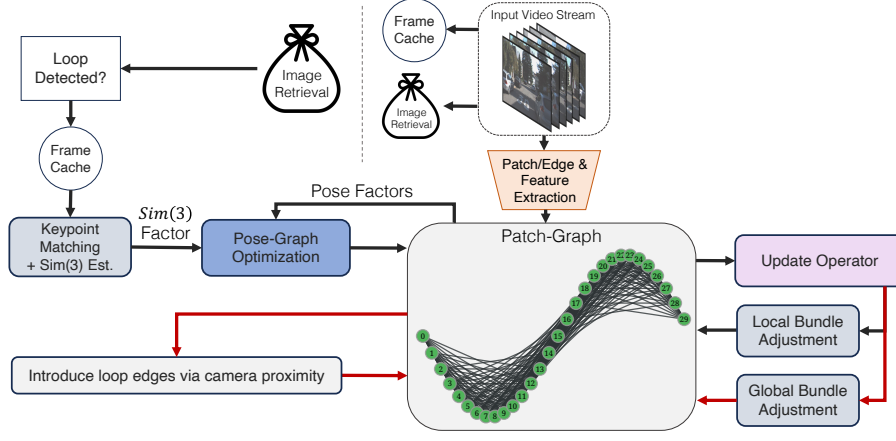 Loop
Detected?
Image
Retrieval
Frame
Cache
Input Video Stream
Image
Retrieval
Frame
Cache
Patch/Edge &
Feature
Extraction
Keypoint
Matching
+ Sim(3) Est.
Sim(3)
Factor
Pose Factors
Pose-Graph
Optimization
Patch-Graph
0
1
2
3
4
5
6
7
8
9
10
11
12
13
14
15
16
17
18
19
20
21
22
23
24
25
26
27
28
29
Update Operator
Local Bundle
Adjustment
Global Bundle
Adjustment
Introduce loop edges via camera proximity